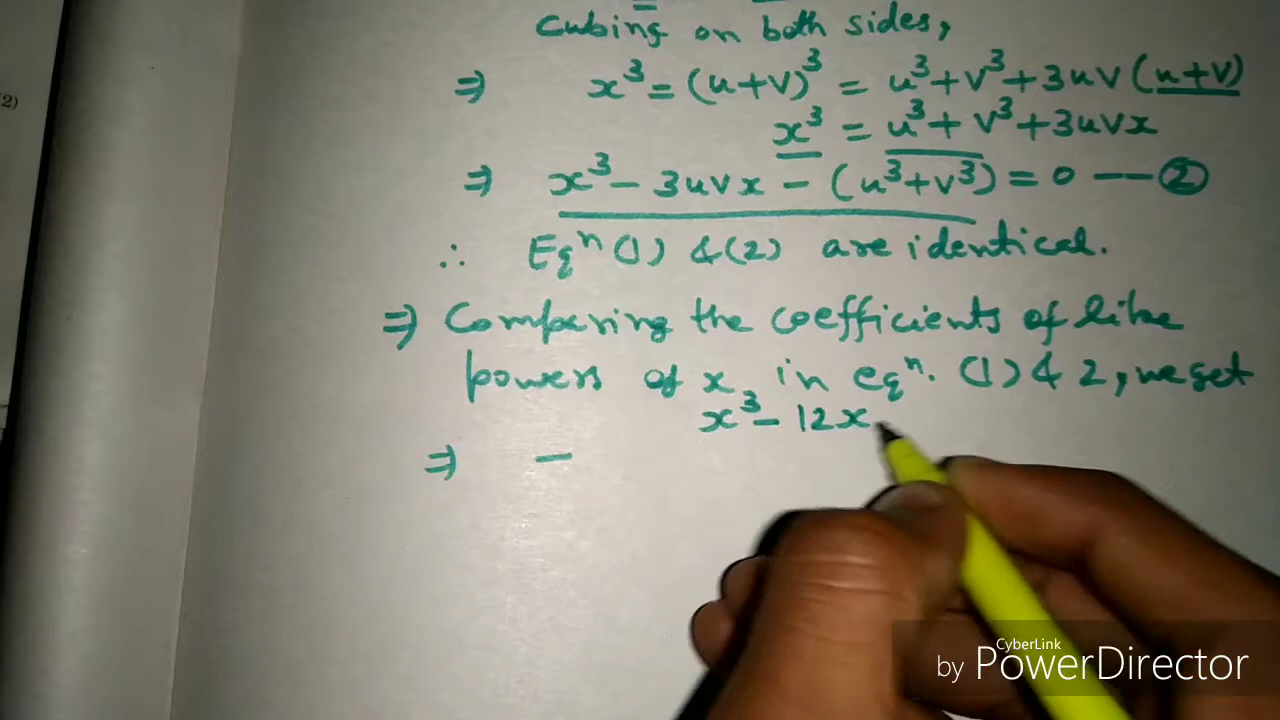 2)
Cubing on both sides,
⇒ x³ = (u+v)³ = u³+v³+3uv(u+v)
x³ = u³+v³+3uvx
⇒ x³ - 3uvx - (u³+v³) = 0 — ②
∴ Eqⁿ (1) & (2) are identical.
⇒ Comparing the coefficients of like
powers of x in eqⁿ. (1) & 2, we get
x³ - 12x
⇒ -
CyberLink
by PowerDirector